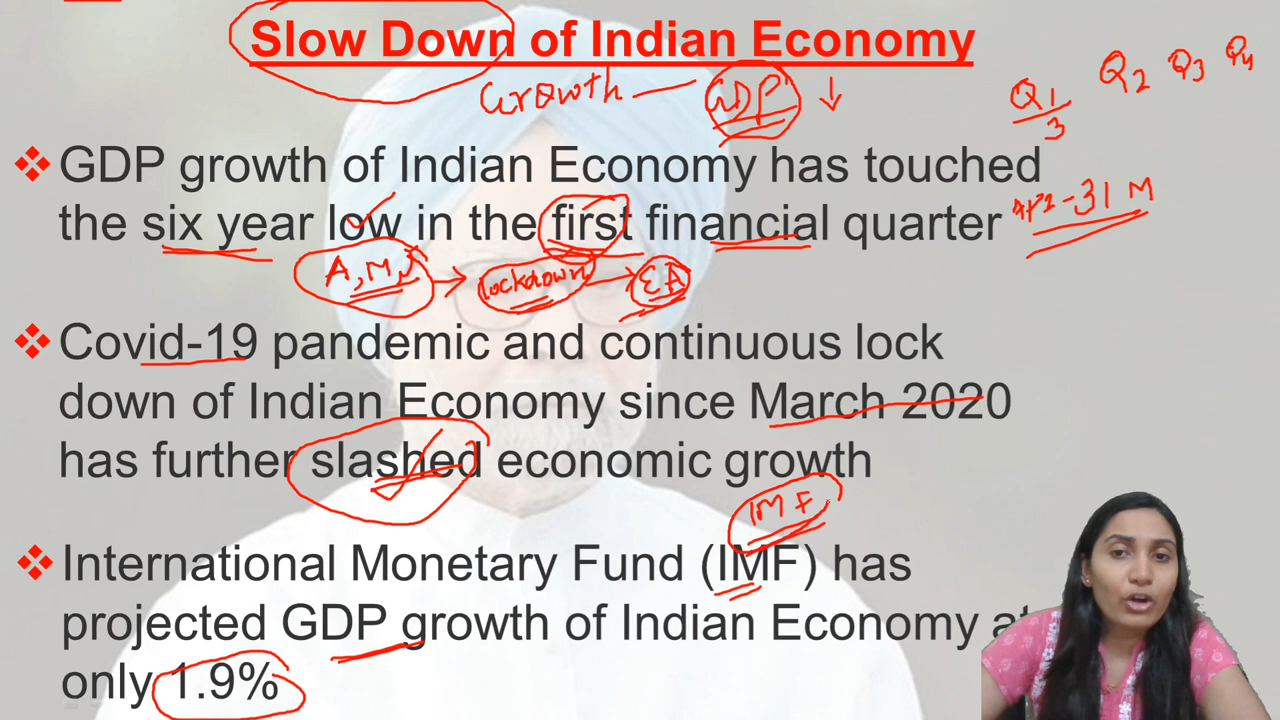 Slow Down of Indian Economy
Growth — GDP ↓
Q1 Q2 Q3 Q4
3
❖ GDP growth of Indian Economy has touched
the six year low in the first financial quarter
Apr - 31 M
A, M, J → lockdown → EA
❖ Covid-19 pandemic and continuous lock
down of Indian Economy since March 2020
has further slashed economic growth
IMF
❖ International Monetary Fund (IMF) has
projected GDP growth of Indian Economy at
only 1.9%